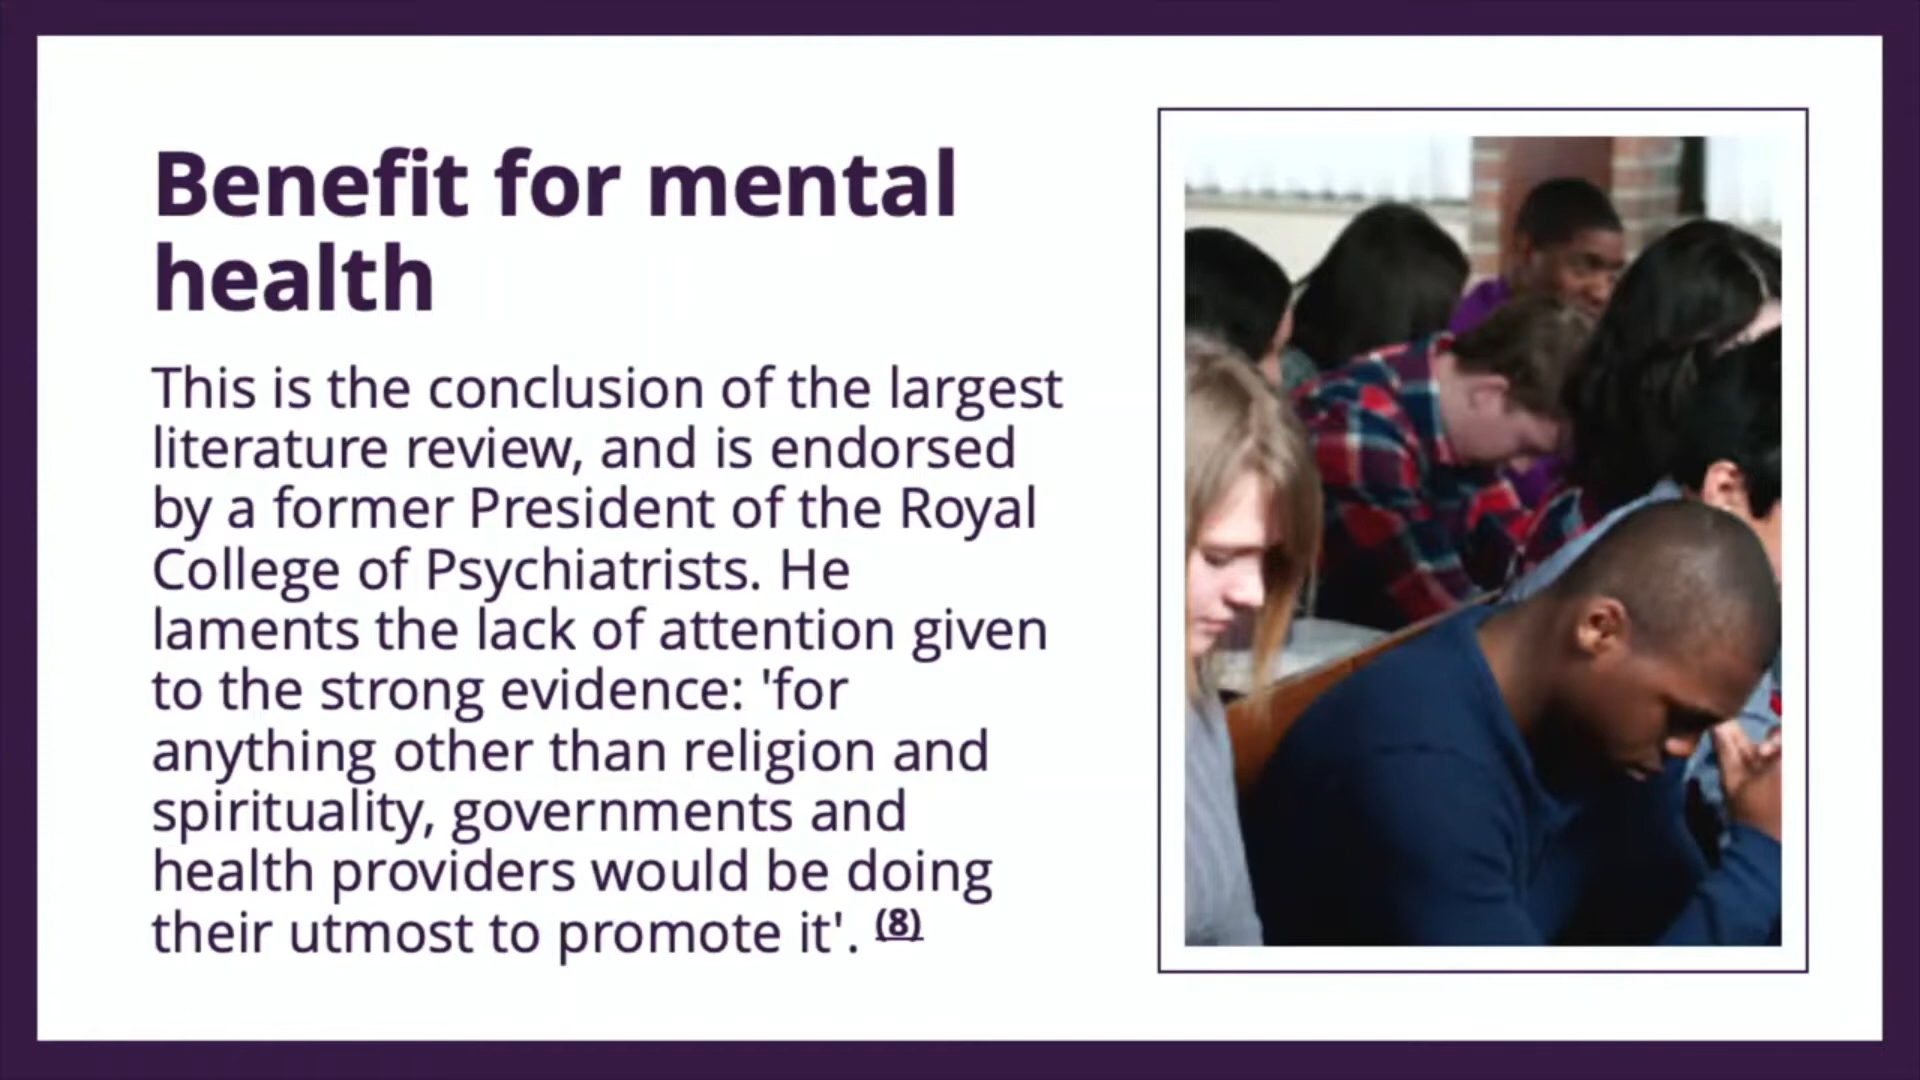 Benefit for mental
health
This is the conclusion of the largest
literature review, and is endorsed
by a former President of the Royal
College of Psychiatrists. He
laments the lack of attention given
to the strong evidence: 'for
anything other than religion and
spirituality, governments and
health providers would be doing
their utmost to promote it'. (8)